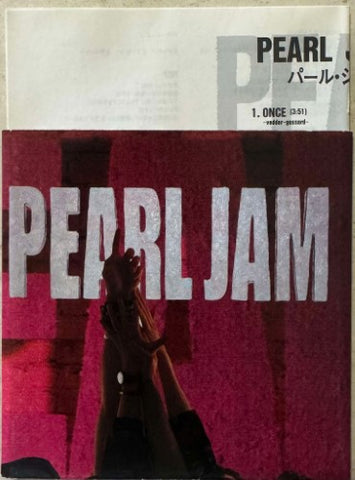 PEARL J
パール・ジ
1. ONCE (3:51)
-vedder-gossard-
PEARL JAM